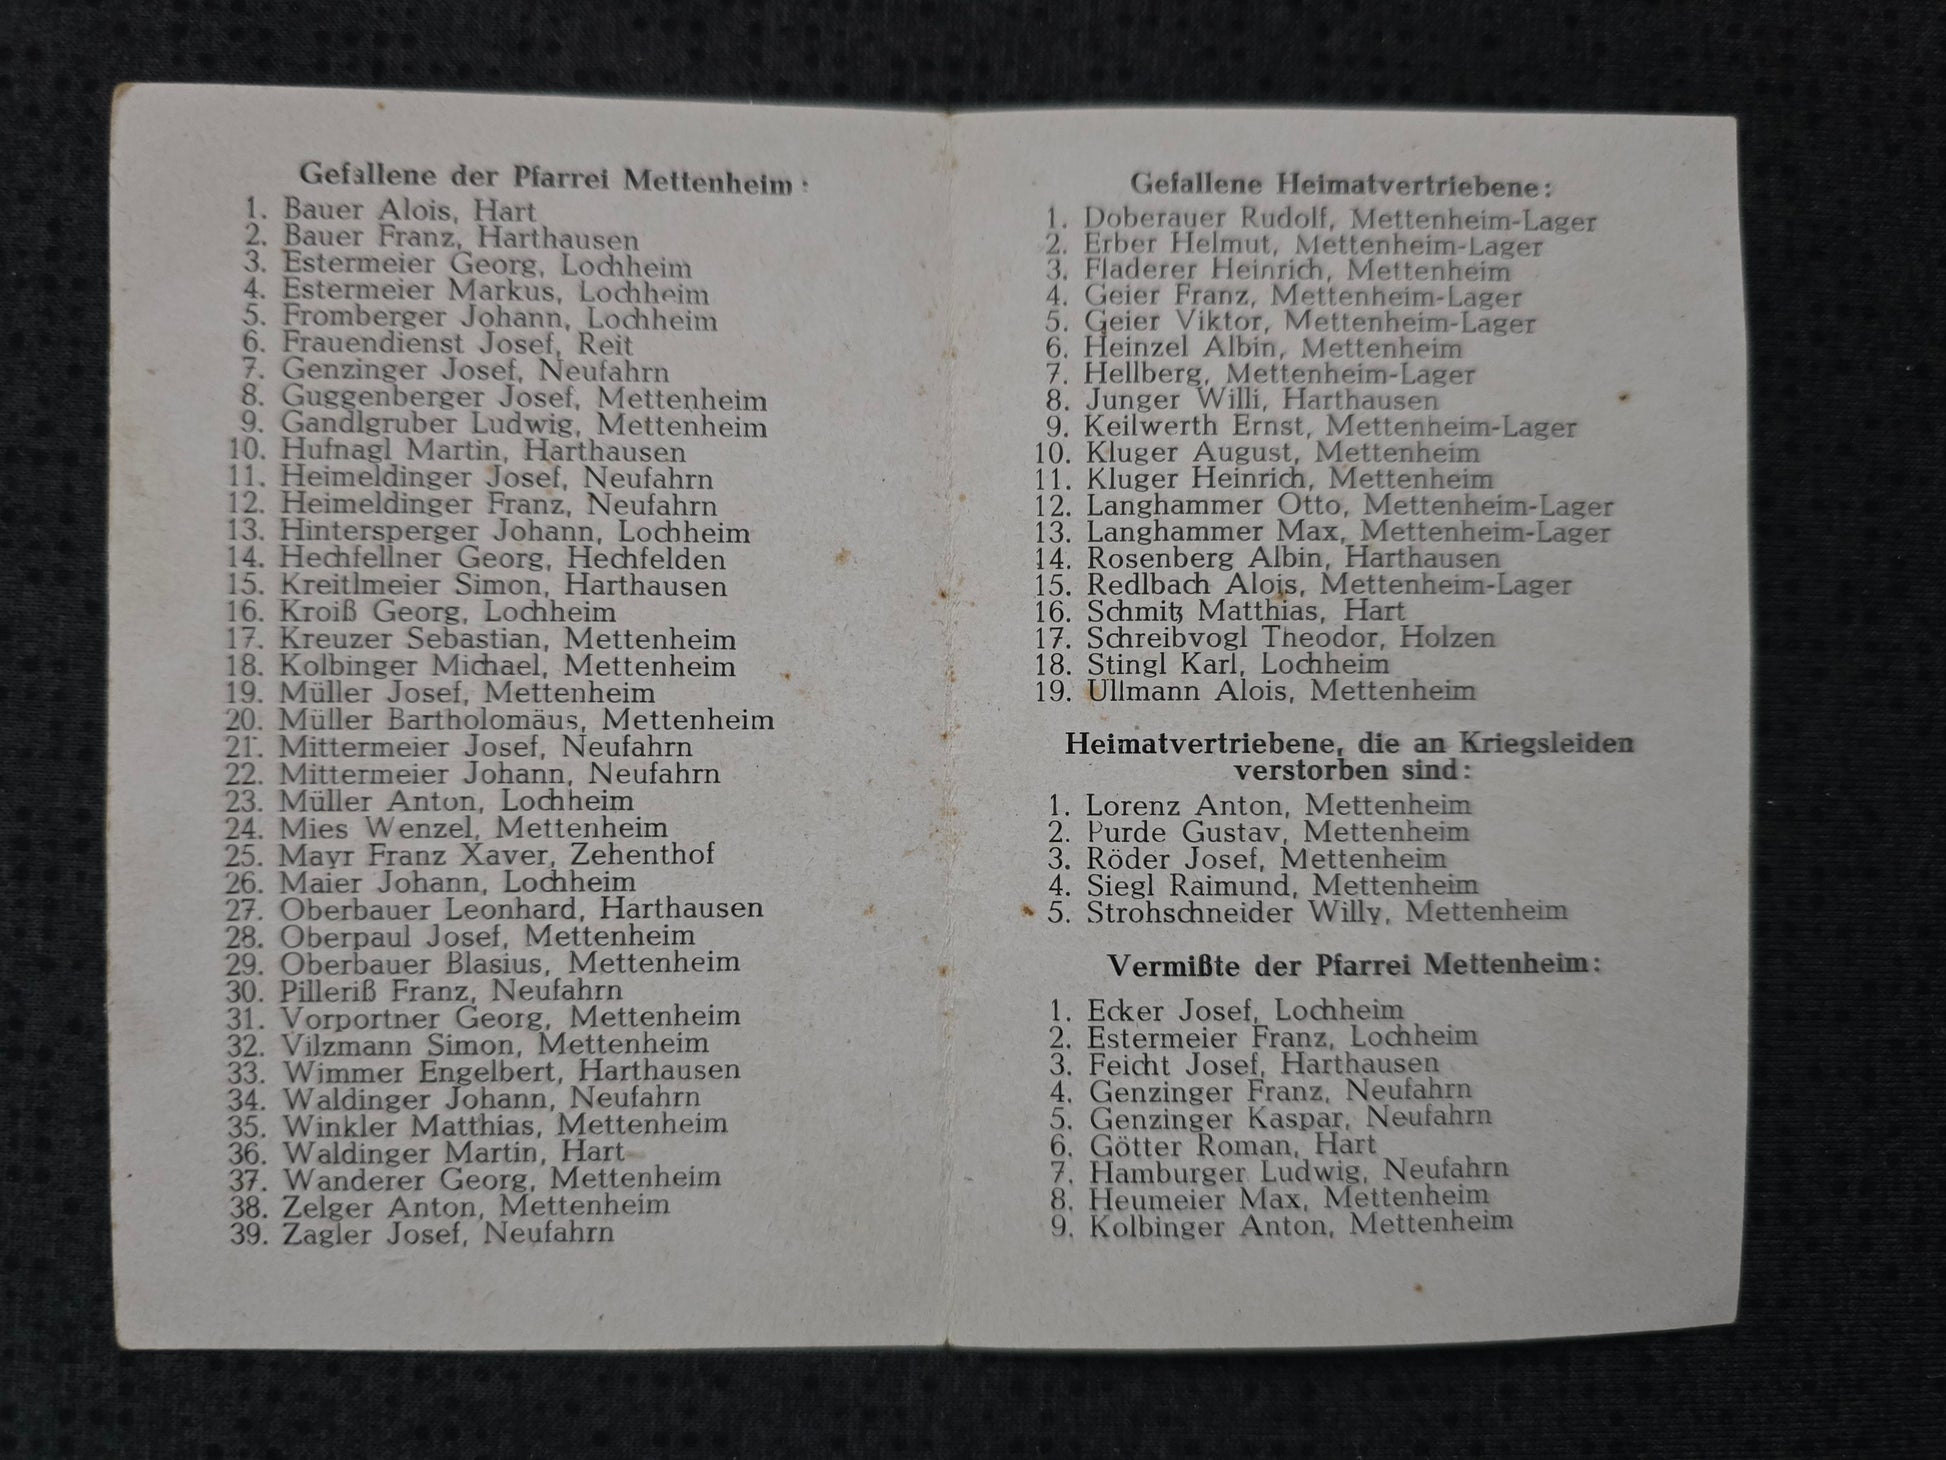 Gefallene der Pfarrei Mettenheim:
1. Bauer Alois, Hart
2. Bauer Franz, Harthausen
3. Estermeier Georg, Lochheim
4. Estermeier Markus, Lochheim
5. Fromberger Johann, Lochheim
6. Frauendienst Josef, Reit
7. Genzinger Josef, Neufahrn
8. Guggenberger Josef, Mettenheim
9. Gandlgruber Ludwig, Mettenheim
10. Hufnagl Martin, Harthausen
11. Heimeldinger Josef, Neufahrn
12. Heimeldinger Franz, Neufahrn
13. Hintersperger Johann, Lochheim
14. Hechfellner Georg, Hechfelden
15. Kreitlmeier Simon, Harthausen
16. Kroiß Georg, Lochheim
17. Kreuzer Sebastian, Mettenheim
18. Kolbinger Michael, Mettenheim
19. Müller Josef, Mettenheim
20. Müller Bartholomäus, Mettenheim
21. Mittermeier Josef, Neufahrn
22. Mittermeier Johann, Neufahrn
23. Müller Anton, Lochheim
24. Mies Wenzel, Mettenheim
25. Mayr Franz Xaver, Zehenthof
26. Maier Johann, Lochheim
27. Oberbauer Leonhard, Harthausen
28. Oberpaul Josef, Mettenheim
29. Oberbauer Blasius, Mettenheim
30. Pilleriß Franz, Neufahrn
31. Vorportner Georg, Mettenheim
32. Vilzmann Simon, Mettenheim
33. Wimmer Engelbert, Harthausen
34. Waldinger Johann, Neufahrn
35. Winkler Matthias, Mettenheim
36. Waldinger Martin, Hart
37. Wanderer Georg, Mettenheim
38. Zelger Anton, Mettenheim
39. Zagler Josef, Neufahrn
Gefallene Heimatvertriebene:
1. Doberauer Rudolf, Mettenheim-Lager
2. Erber Helmut, Mettenheim-Lager
3. Fladerer Heinrich, Mettenheim
4. Geier Franz, Mettenheim-Lager
5. Geier Viktor, Mettenheim-Lager
6. Heinzel Albin, Mettenheim
7. Hellberg, Mettenheim-Lager
8. Junger Willi, Harthausen
9. Keilwerth Ernst, Mettenheim-Lager
10. Kluger August, Mettenheim
11. Kluger Heinrich, Mettenheim
12. Langhammer Otto, Mettenheim-Lager
13. Langhammer Max, Mettenheim-Lager
14. Rosenberg Albin, Harthausen
15. Redlbach Alois, Mettenheim-Lager
16. Schmitz Matthias, Hart
17. Schreibvogl Theodor, Holzen
18. Stingl Karl, Lochheim
19. Ullmann Alois, Mettenheim
Heimatvertriebene, die an Kriegsleiden
verstorben sind:
1. Lorenz Anton, Mettenheim
2. Purde Gustav, Mettenheim
3. Röder Josef, Mettenheim
4. Siegl Raimund, Mettenheim
5. Strohschneider Willy, Mettenheim
Vermißte der Pfarrei Mettenheim:
1. Ecker Josef, Lochheim
2. Estermeier Franz, Lochheim
3. Feicht Josef, Harthausen
4. Genzinger Franz, Neufahrn
5. Genzinger Kaspar, Neufahrn
6. Götter Roman, Hart
7. Hamburger Ludwig, Neufahrn
8. Heumeier Max, Mettenheim
9. Kolbinger Anton, Mettenheim